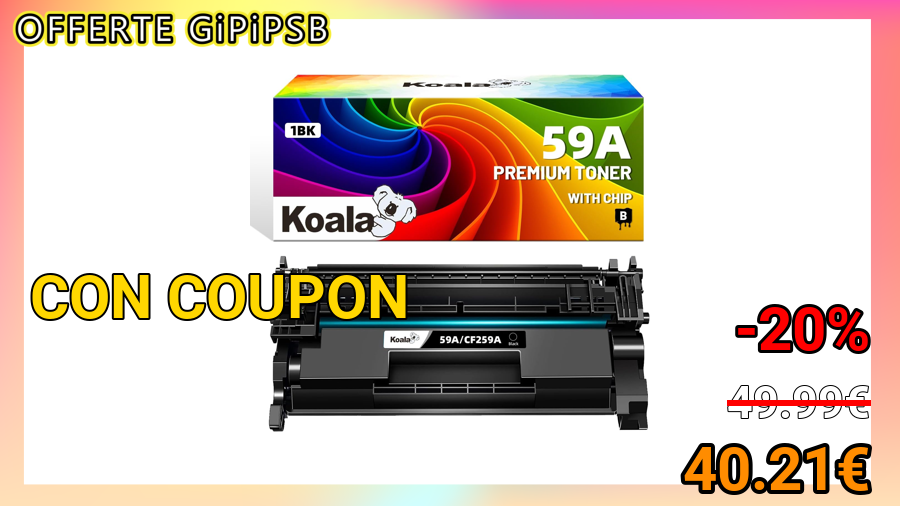 OFFERTE GiPiPSB
Koala
1BK
59A
PREMIUM TONER
WITH CHIP
B
Koala
CON COUPON
Koala
59A/CF259A
Black
-20%
49.99€
40.21€